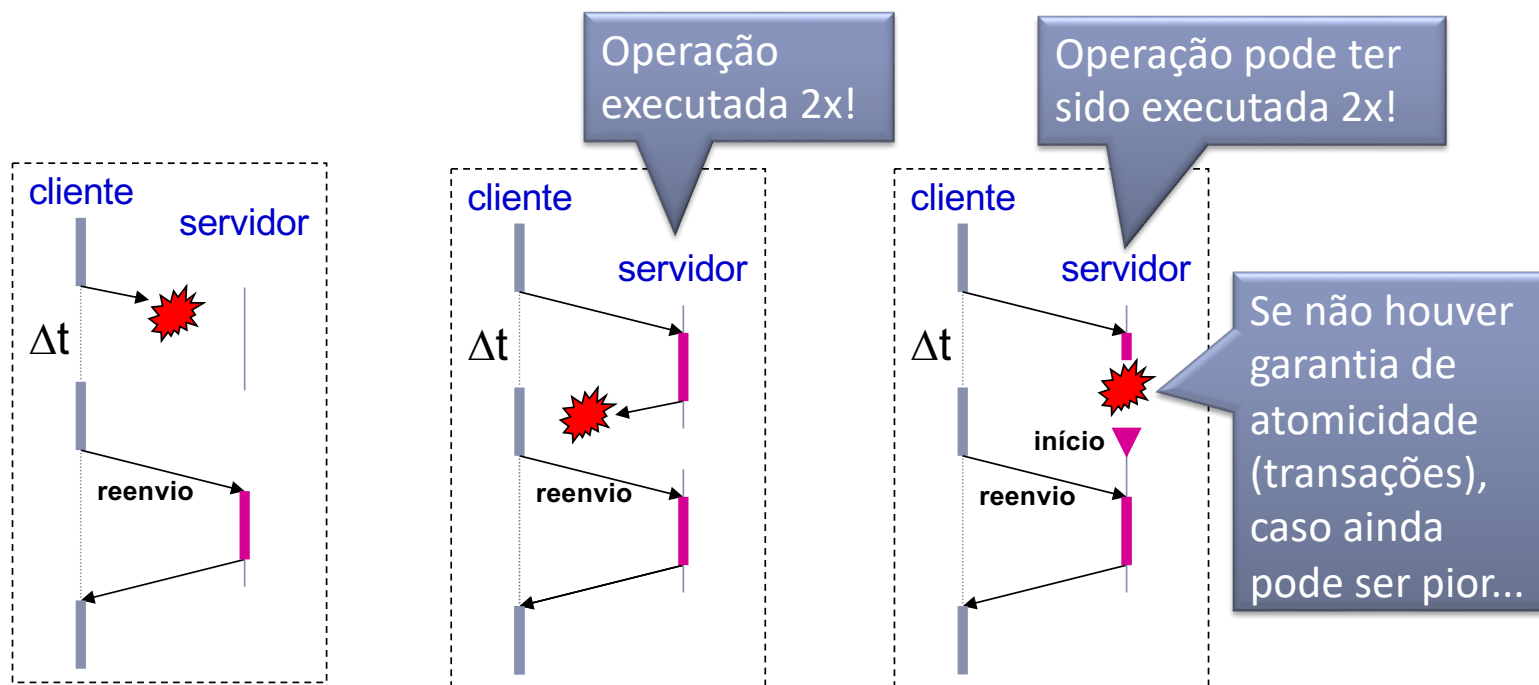 Operação
executada 2x!
Operação pode ter
sido executada 2x!
cliente
servidor
Δt
reenvio
cliente
servidor
Δt
reenvio
cliente
servidor
Δt
início
reenvio
Se não houver
garantia de
atomicidade
(transações),
caso ainda
pode ser pior...